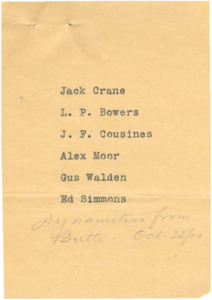 Jack Crane
L. P. Bowers
J. F. Cousines
Alex Moor
Gus Walden
Ed Simmons
Dynamiters from
Butte. Oct. 25/00